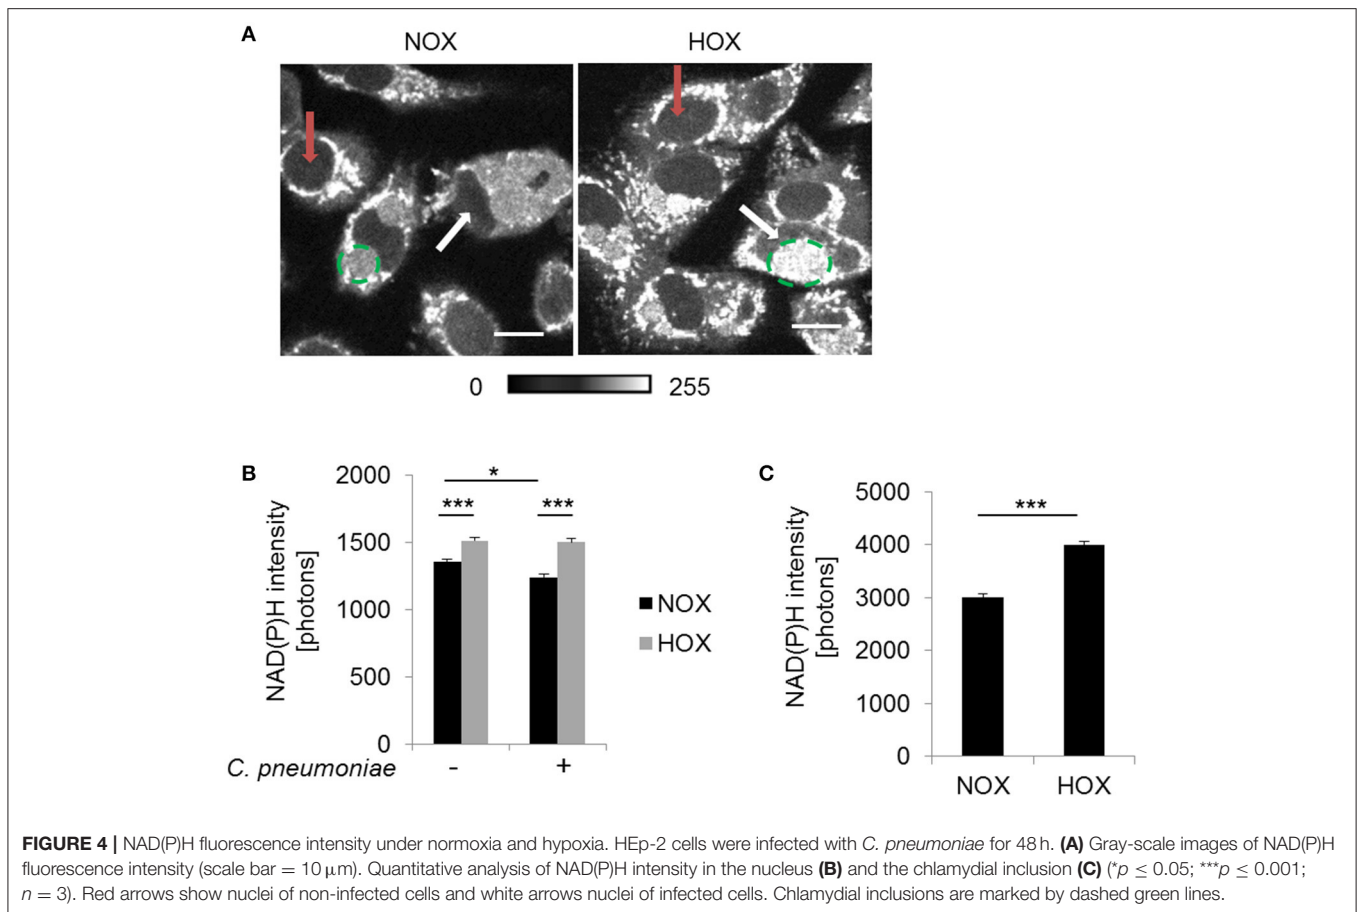 A
NOX
HOX
0
255
B
NAD(P)H intensity
[photons]
2000
1500
1000
500
0
*
***
***
C. pneumoniae
-
+
NOX
HOX
C
NAD(P)H intensity
[photons]
5000
4000
3000
2000
1000
0
***
NOX
HOX
FIGURE 4 | NAD(P)H fluorescence intensity under normoxia and hypoxia. HEp-2 cells were infected with C. pneumoniae for 48 h. (A) Gray-scale images of NAD(P)H
fluorescence intensity (scale bar = 10 μm). Quantitative analysis of NAD(P)H intensity in the nucleus (B) and the chlamydial inclusion (C) (*p ≤ 0.05; ***p ≤ 0.001;
n = 3). Red arrows show nuclei of non-infected cells and white arrows nuclei of infected cells. Chlamydial inclusions are marked by dashed green lines.